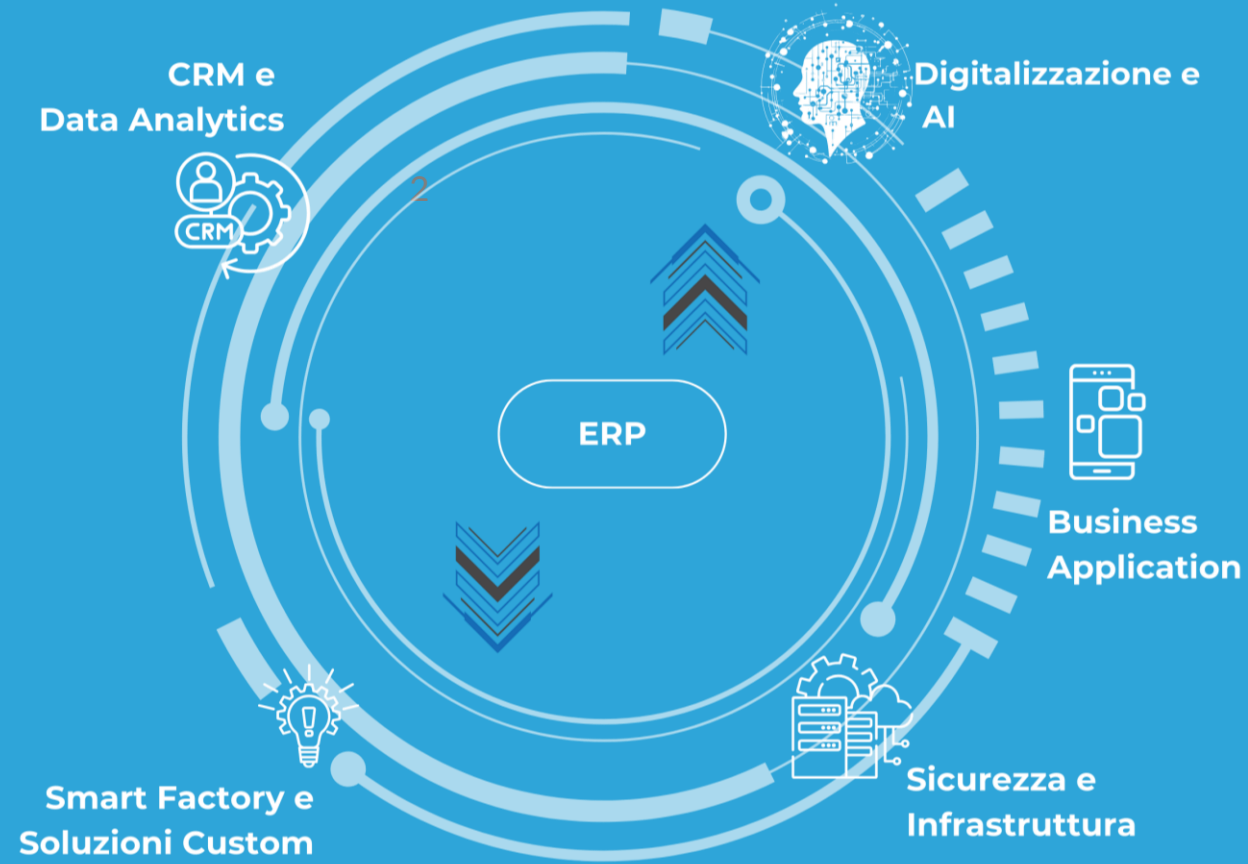 CRM e
Data Analytics
CRM
2
Digitalizzazione e
AI
ERP
Business
Application
Smart Factory e
Soluzioni Custom
Sicurezza e
Infrastruttura